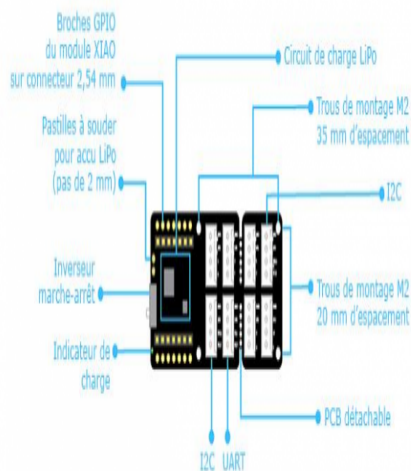 Broches GPIO
du module XIAO
sur connecteur 2,54 mm
Circuit de charge LiPo
Trous de montage M2
35 mm d'espacement
Pastilles à souder
pour accu LiPo
(pas de 2 mm)
I2C
Inverseur
marche-arrêt
Trous de montage M2
20 mm d'espacement
Indicateur de
charge
PCB détachable
I2C UART